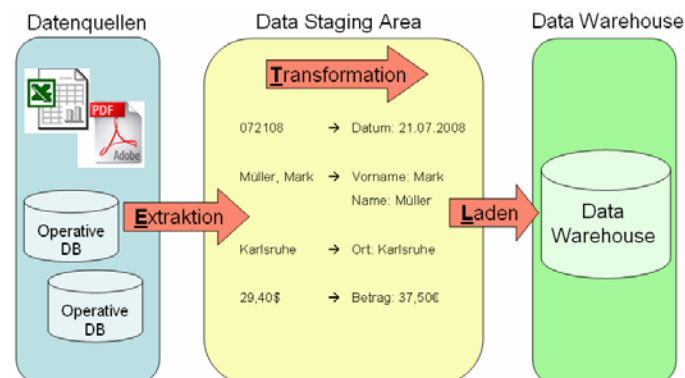 Datenquellen
Data Staging Area
Data Warehouse
Transformation
PDF
Adobe
072108 → Datum: 21.07.2008
Müller, Mark → Vorname: Mark
Name: Müller
Operative
DB
Extraktion
Laden
Data
Warehouse
Karlsruhe → Ort: Karlsruhe
Operative
DB
29,40$ → Betrag: 37,50€